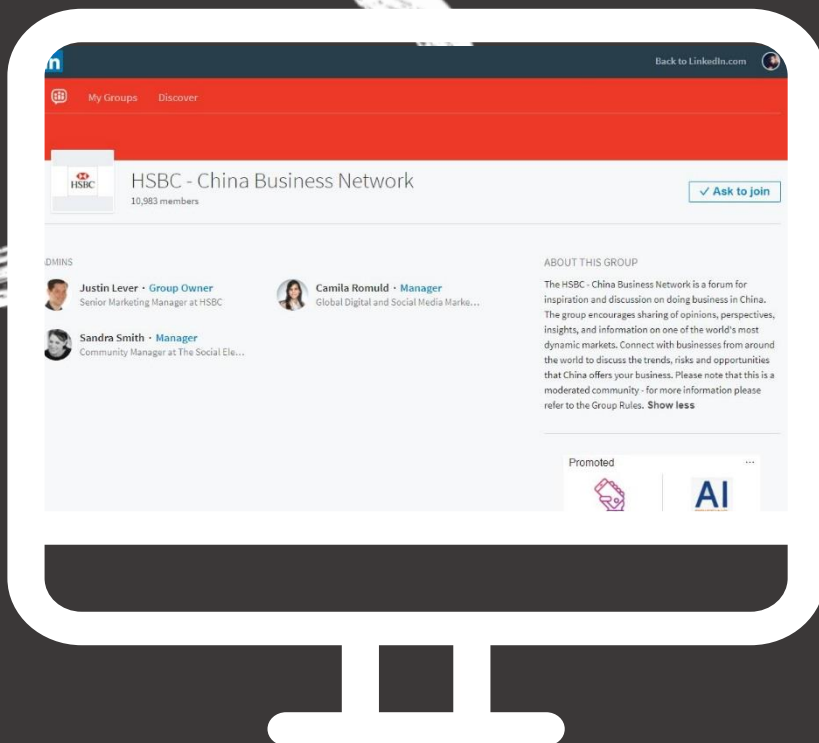 in
Back to LinkedIn.com
My Groups Discover
HSBC
HSBC - China Business Network
10,983 members
✓ Ask to join
DMINS
Justin Lever · Group Owner
Senior Marketing Manager at HSBC
Camila Romuld · Manager
Global Digital and Social Media Marke...
Sandra Smith · Manager
Community Manager at The Social Ele...
ABOUT THIS GROUP
The HSBC - China Business Network is a forum for
inspiration and discussion on doing business in China.
The group encourages sharing of opinions, perspectives,
insights, and information on one of the world's most
dynamic markets. Connect with businesses from around
the world to discuss the trends, risks and opportunities
that China offers your business. Please note that this is a
moderated community - for more information please
refer to the Group Rules. Show less
Promoted ...
AI